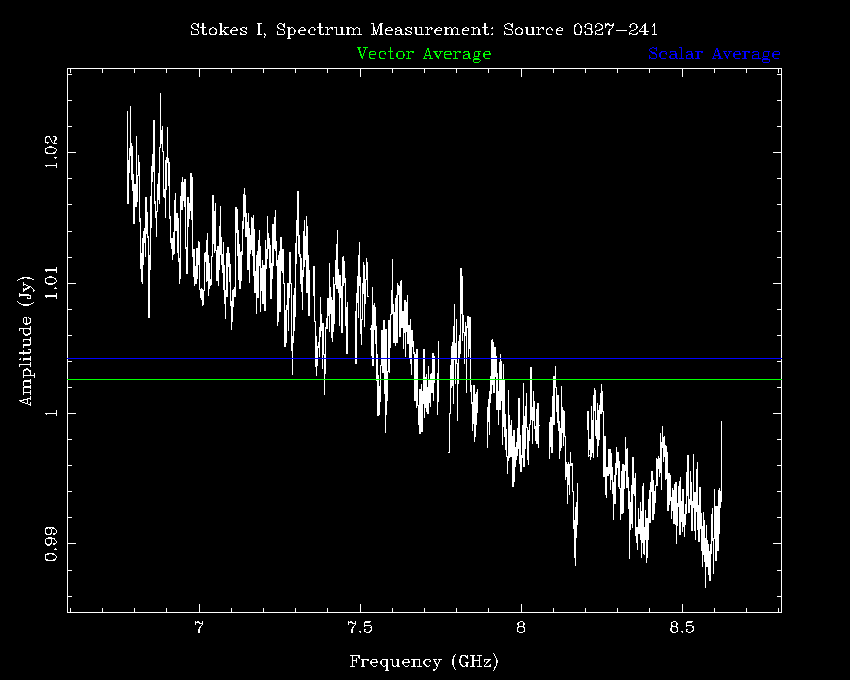 Stokes I, Spectrum Measurement: Source 0327-241
Vector Average Scalar Average
1.02
1.01
1
0.99
Amplitude (Jy)
7 7.5 8 8.5
Frequency (GHz)